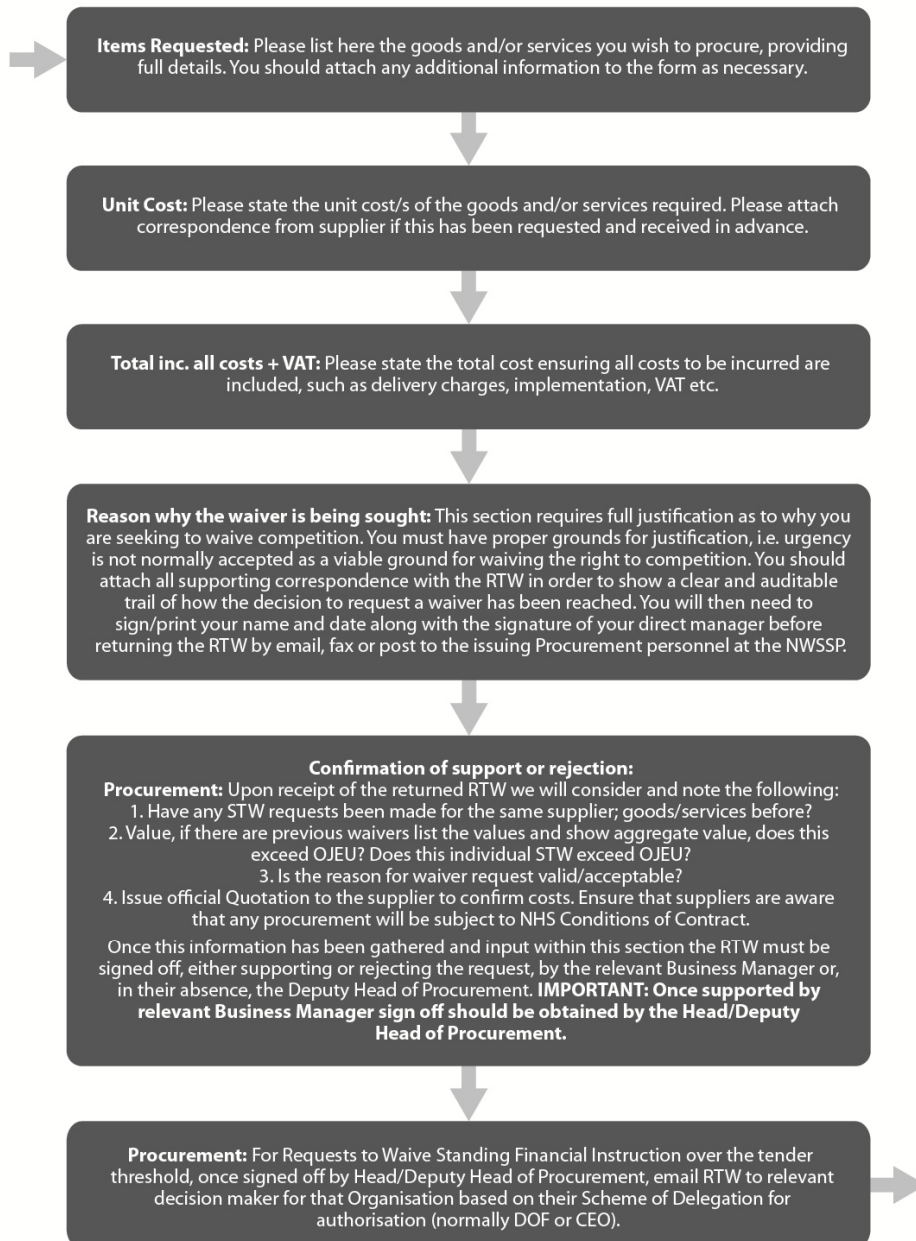 Items Requested: Please list here the goods and/or services you wish to procure, providing
full details. You should attach any additional information to the form as necessary.
Unit Cost: Please state the unit cost/s of the goods and/or services required. Please attach
correspondence from supplier if this has been requested and received in advance.
Total inc. all costs + VAT: Please state the total cost ensuring all costs to be incurred are
included, such as delivery charges, implementation, VAT etc.
Reason why the waiver is being sought: This section requires full justification as to why you
are seeking to waive competition. You must have proper grounds for justification, i.e. urgency
is not normally accepted as a viable ground for waiving the right to competition. You should
attach all supporting correspondence with the RTW in order to show a clear and auditable
trail of how the decision to request a waiver has been reached. You will then need to
sign/print your name and date along with the signature of your direct manager before
returning the RTW by email, fax or post to the issuing Procurement personnel at the NWSSP.
Confirmation of support or rejection:
Procurement: Upon receipt of the returned RTW we will consider and note the following:
1. Have any STW requests been made for the same supplier; goods/services before?
2. Value, if there are previous waivers list the values and show aggregate value, does this
exceed OJEU? Does this individual STW exceed OJEU?
3. Is the reason for waiver request valid/acceptable?
4. Issue official Quotation to the supplier to confirm costs. Ensure that suppliers are aware
that any procurement will be subject to NHS Conditions of Contract.
Once this information has been gathered and input within this section the RTW must be
signed off, either supporting or rejecting the request, by the relevant Business Manager or,
in their absence, the Deputy Head of Procurement. IMPORTANT: Once supported by
relevant Business Manager sign off should be obtained by the Head/Deputy
Head of Procurement.
Procurement: For Requests to Waive Standing Financial Instruction over the tender
threshold, once signed off by Head/Deputy Head of Procurement, email RTW to relevant
decision maker for that Organisation based on their Scheme of Delegation for
authorisation (normally DOF or CEO).